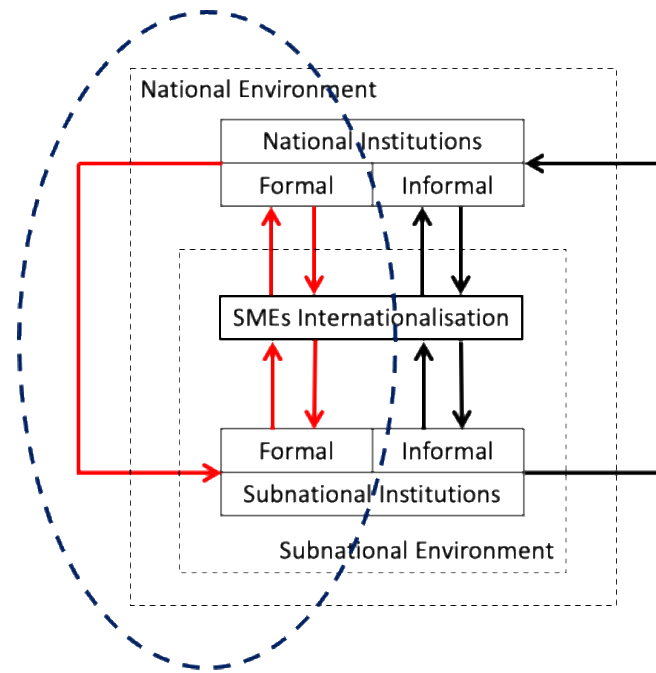 National Environment
National Institutions
Formal Informal
SMEs Internationalisation
Formal Informal
Subnational Institutions
Subnational Environment